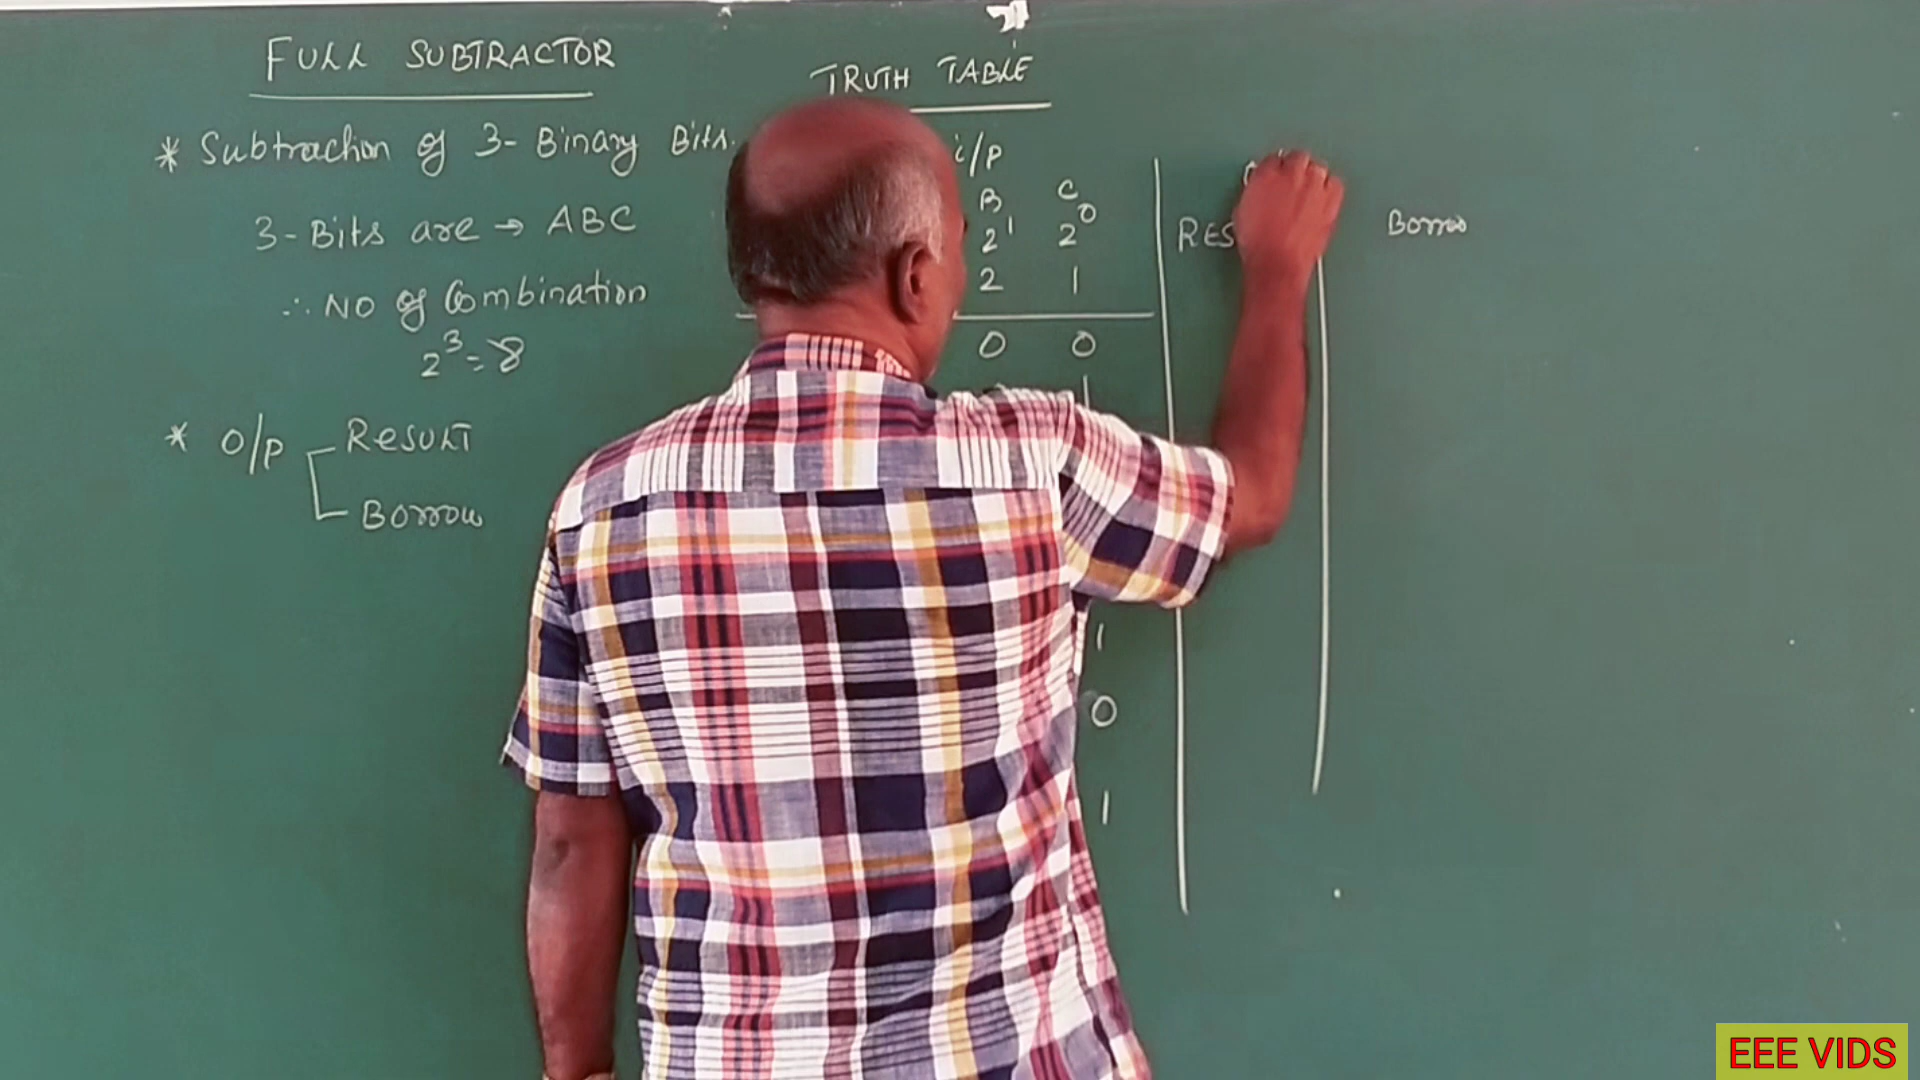 FULL SUBTRACTOR
* Subtraction of 3-Binary Bits.
3-Bits are → ABC
∴ NO of Combination
2³ = 8
* O/P
RESULT
Borrow
TRUTH TABLE
i/P
B C
2¹ 2⁰
2 1
0 0
1
1
0
1
RES
Borrow
EEE VIDS